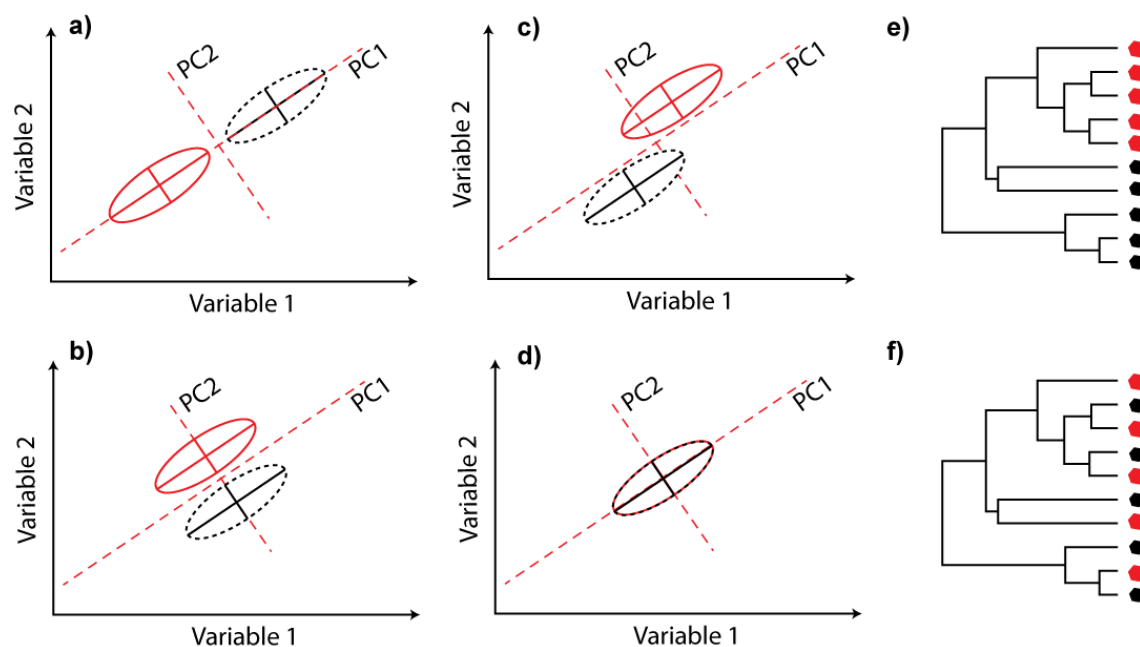 a)
PC2
PC1
Variable 2
Variable 1
c)
PC2
PC1
Variable 2
Variable 1
e)
b)
PC2
PC1
Variable 2
Variable 1
d)
PC2
PC1
Variable 2
Variable 1
f)